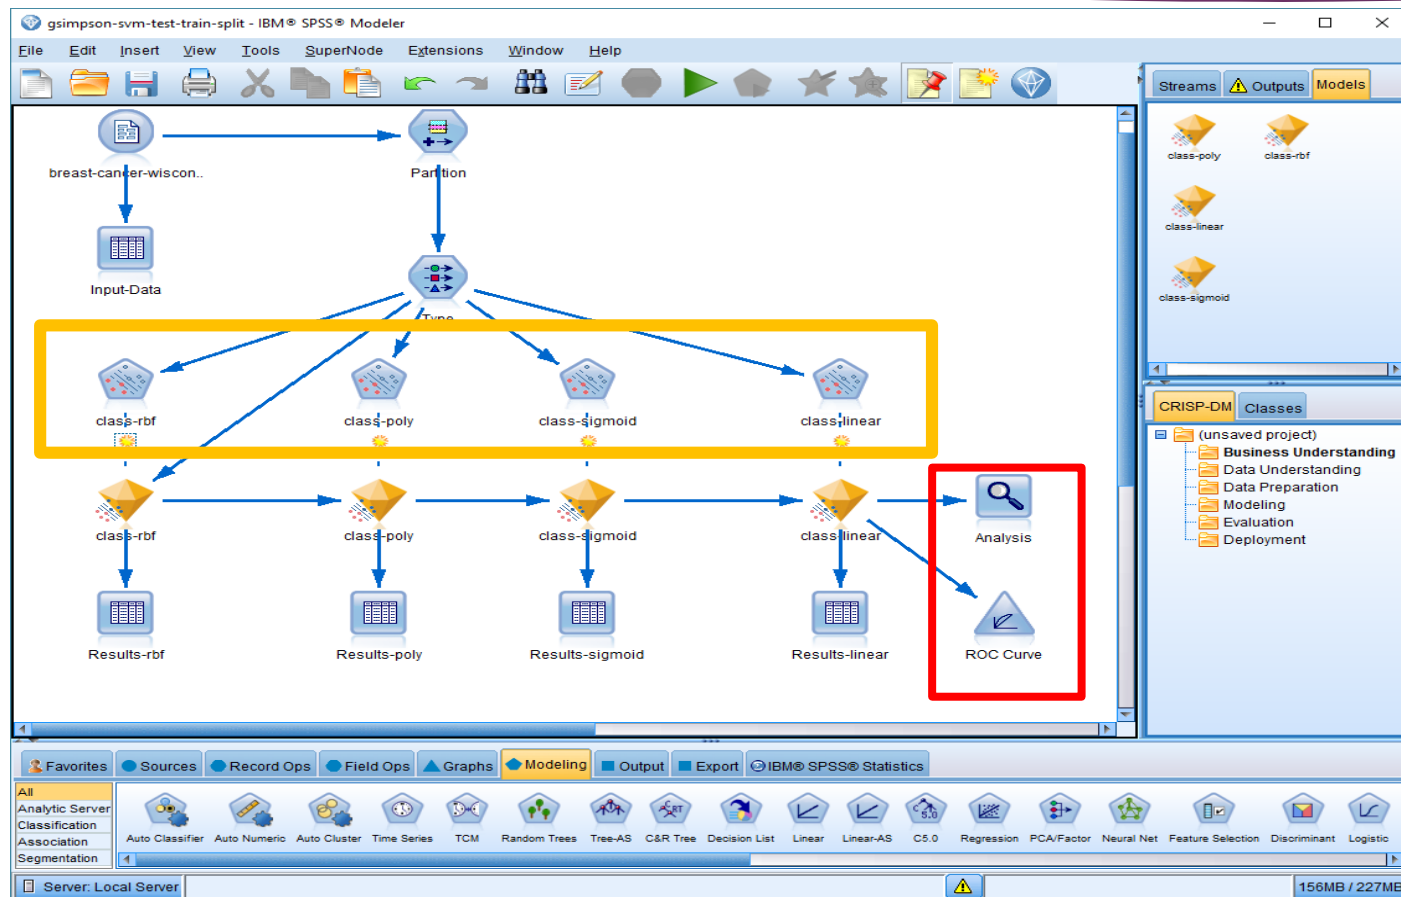 gsimpson-svm-test-train-split - IBM® SPSS® Modeler
File Edit Insert View Tools SuperNode Extensions Window Help
breast-cancer-wiscon..
Partition
Input-Data
Type
class-rbf class-poly class-sigmoid class-linear
class-rbf class-poly class-sigmoid class-linear Analysis
Results-rbf Results-poly Results-sigmoid Results-linear ROC Curve
Streams Outputs Models
class-poly class-rbf
class-linear
class-sigmoid
CRISP-DM Classes
(unsaved project)
Business Understanding
Data Understanding
Data Preparation
Modeling
Evaluation
Deployment
Favorites Sources Record Ops Field Ops Graphs Modeling Output Export IBM® SPSS® Statistics
All
Analytic Server
Classification
Association
Segmentation
Auto Classifier Auto Numeric Auto Cluster Time Series TCM Random Trees Tree-AS C&R Tree Decision List Linear Linear-AS C5.0 Regression PCA/Factor Neural Net Feature Selection Discriminant Logistic
Server: Local Server 156MB / 227MB